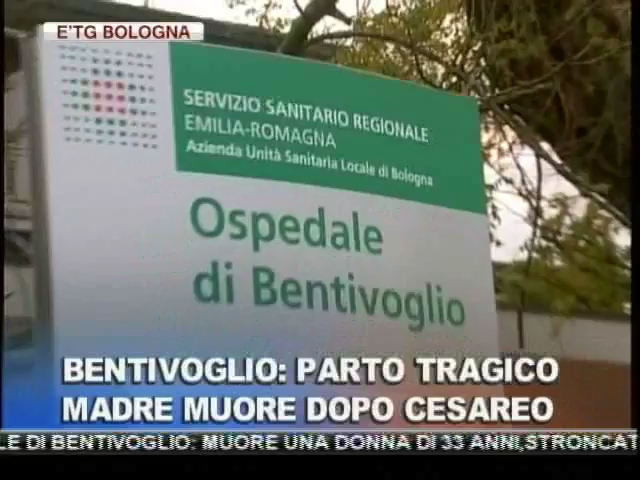 E'TG BOLOGNA
SERVIZIO SANITARIO REGIONALE
EMILIA-ROMAGNA
Azienda Unità Sanitaria Locale di Bologna
Ospedale
di Bentivoglio
BENTIVOGLIO: PARTO TRAGICO
MADRE MUORE DOPO CESAREO
LE DI BENTIVOGLIO: MUORE UNA DONNA DI 33 ANNI,STRONCAT